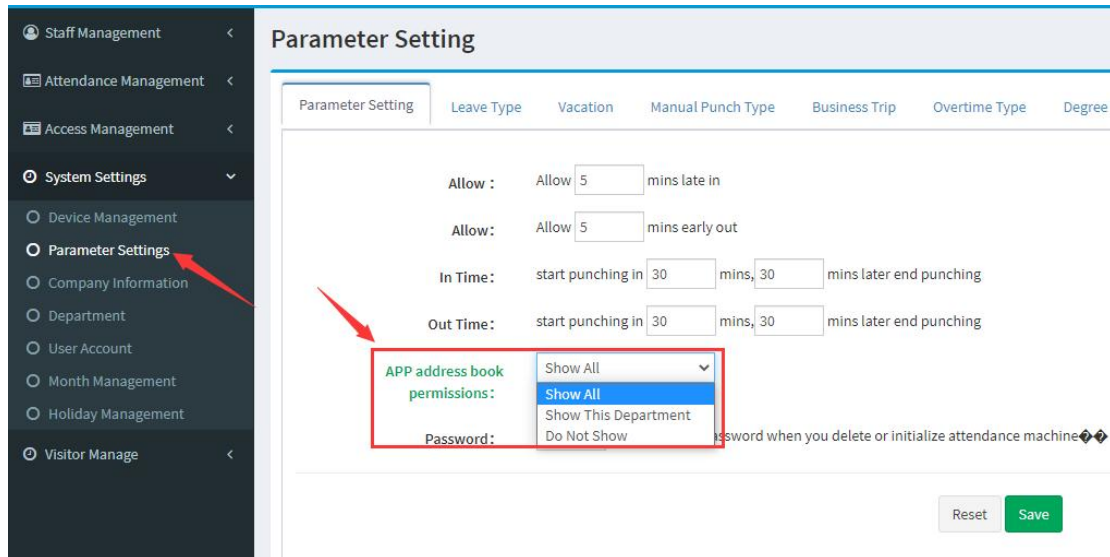 Staff Management
Attendance Management
Access Management
System Settings
Device Management
Parameter Settings
Company Information
Department
User Account
Month Management
Holiday Management
Visitor Manage
Parameter Setting
Parameter Setting Leave Type Vacation Manual Punch Type Business Trip Overtime Type Degree
Allow : Allow 5 mins late in
Allow: Allow 5 mins early out
In Time: start punching in 30 mins, 30 mins later end punching
Out Time: start punching in 30 mins, 30 mins later end punching
APP address book
permissions:
Show All
Show All
Show This Department
Do Not Show
Password: when you delete or initialize attendance machine��
Reset Save